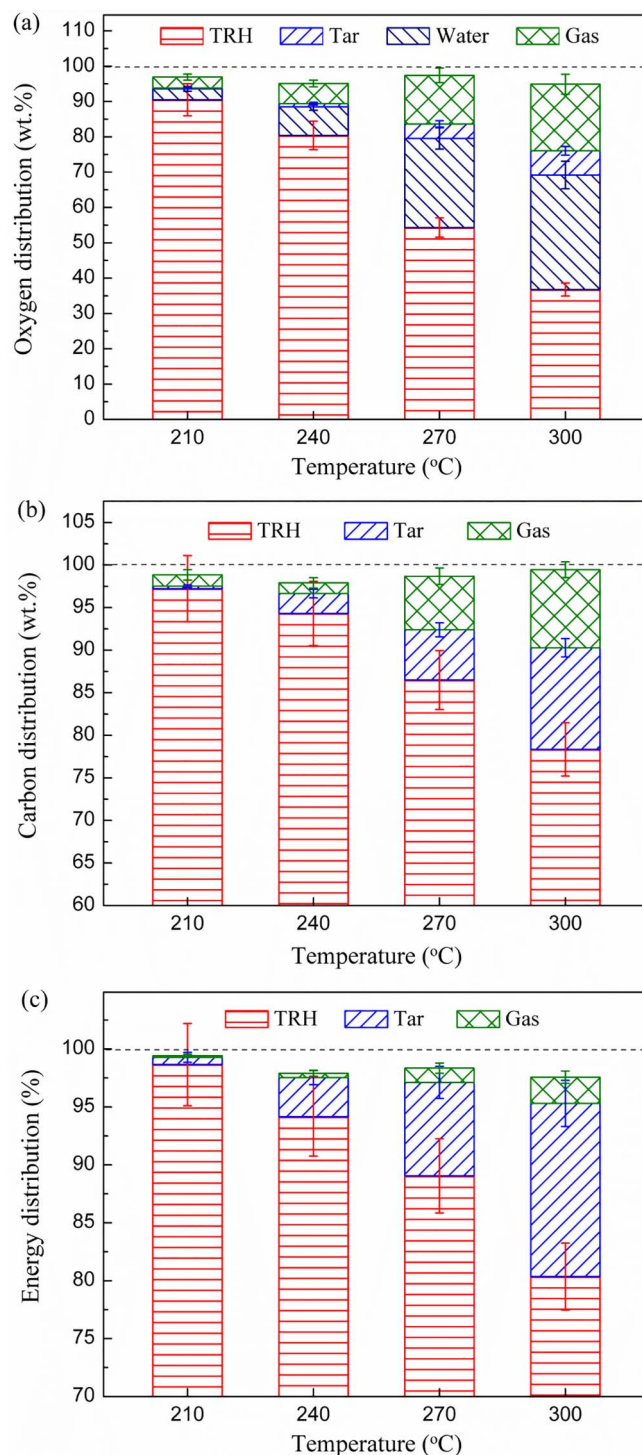 (a)
TRH Tar Water Gas
110
100
90
80
70
60
50
40
30
20
10
0
Oxygen distribution (wt.%)
210 240 270 300
Temperature (°C)
(b)
TRH Tar Gas
105
100
95
90
85
80
75
70
65
60
Carbon distribution (wt.%)
210 240 270 300
Temperature (°C)
(c)
TRH Tar Gas
100
95
90
85
80
75
70
Energy distribution (%)
210 240 270 300
Temperature (°C)